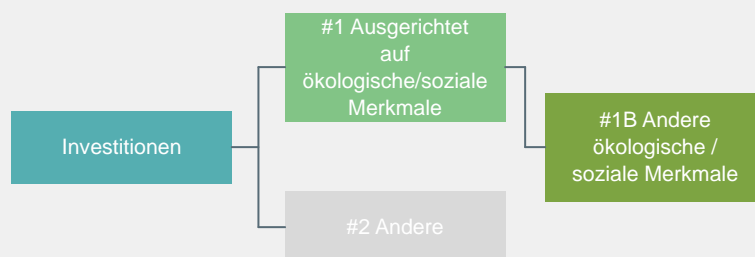 #1 Ausgerichtet
auf
ökologische/soziale
Merkmale
Investitionen
#1B Andere
ökologische /
soziale Merkmale
#2 Andere